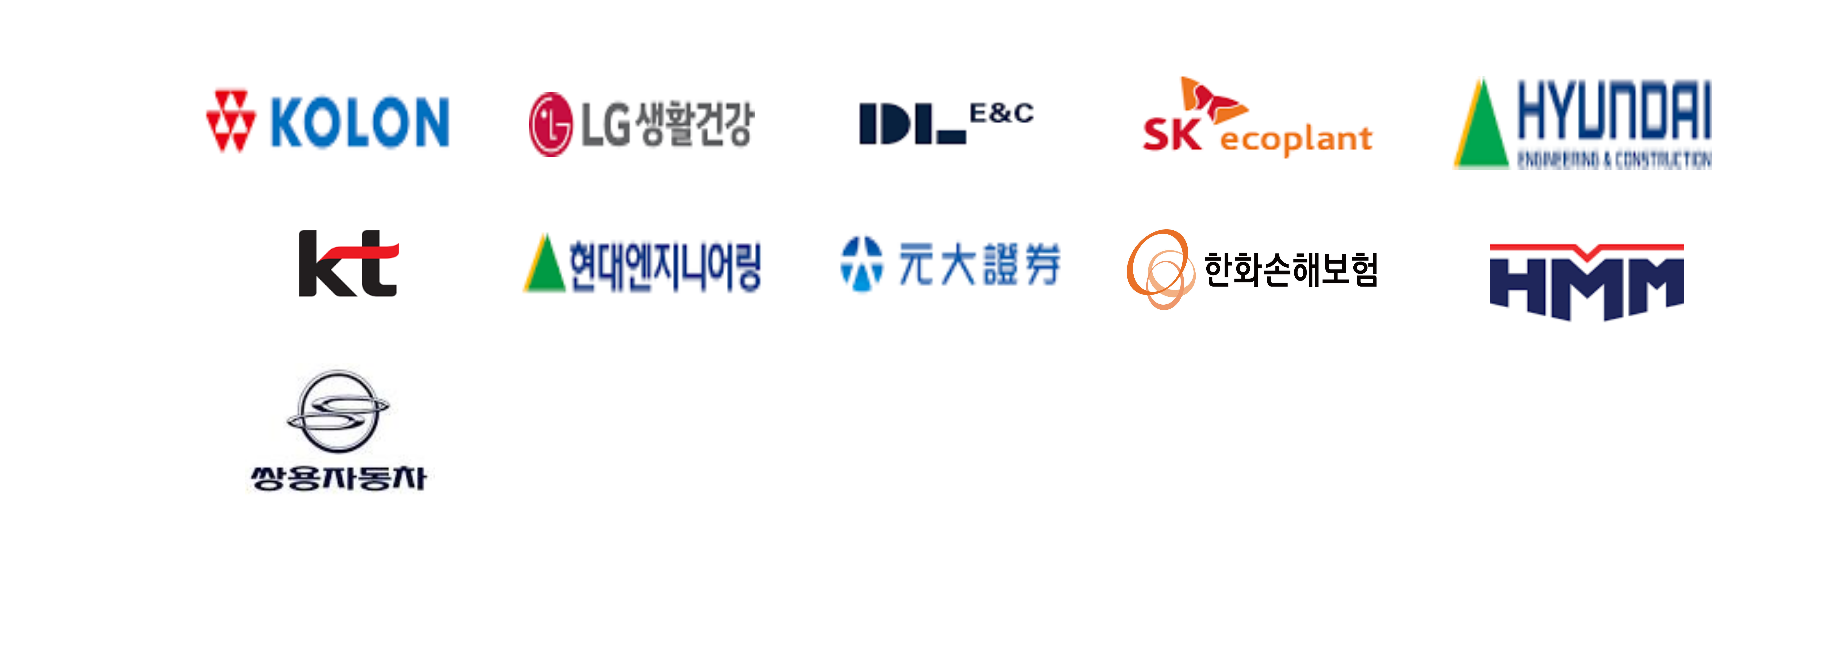 KOLON
LG생활건강
DL E&C
SK ecoplant
HYUNDAI
ENGINEERING & CONSTRUCTION
kt
현대엔지니어링
元大證券
한화손해보험
HMM
쌍용자동차